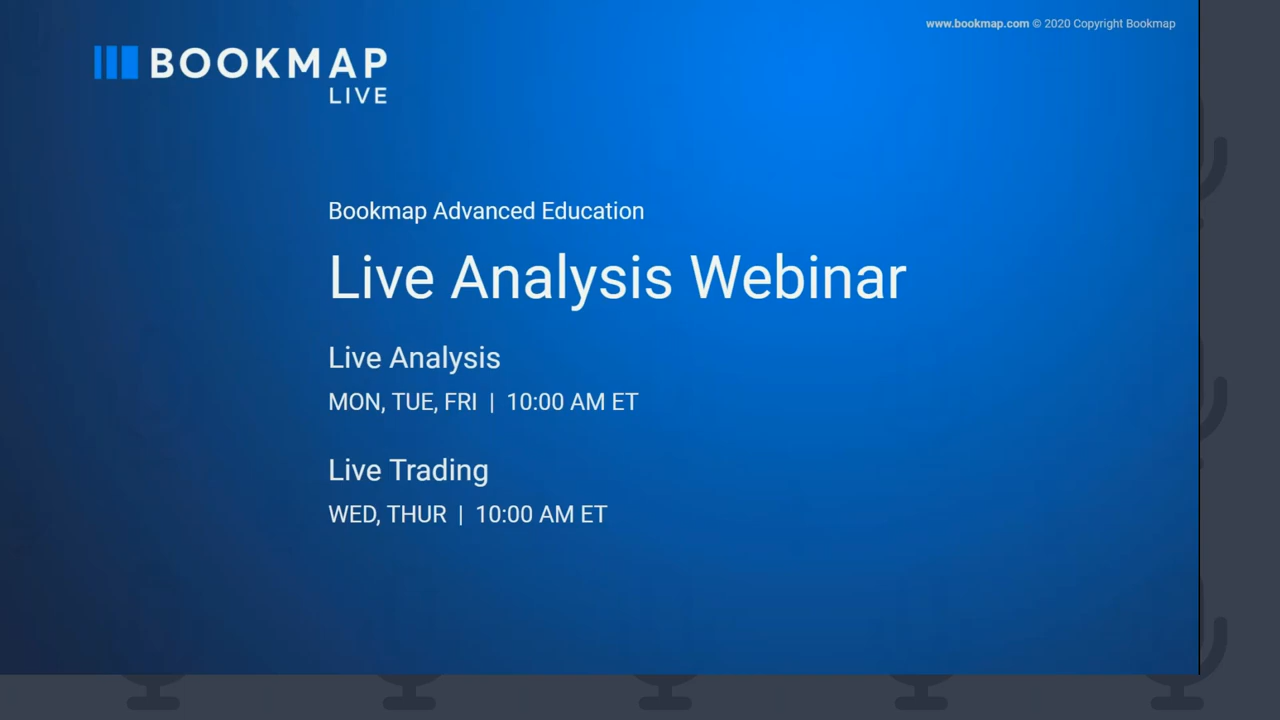 www.bookmap.com © 2020 Copyright Bookmap
BOOKMAP
LIVE
Bookmap Advanced Education
Live Analysis Webinar
Live Analysis
MON, TUE, FRI | 10:00 AM ET
Live Trading
WED, THUR | 10:00 AM ET